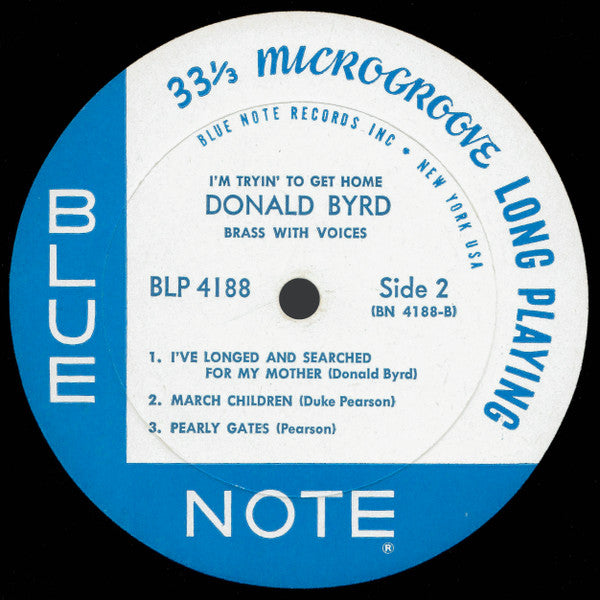 33⅓ MICROGROOVE LONG PLAYING
BLUE NOTE RECORDS INC • NEW YORK USA
I'M TRYIN' TO GET HOME
DONALD BYRD
BRASS WITH VOICES
BLP 4188
Side 2
(BN 4188-B)
1. I'VE LONGED AND SEARCHED
FOR MY MOTHER (Donald Byrd)
2. MARCH CHILDREN (Duke Pearson)
3. PEARLY GATES (Pearson)
BLUE
NOTE
®